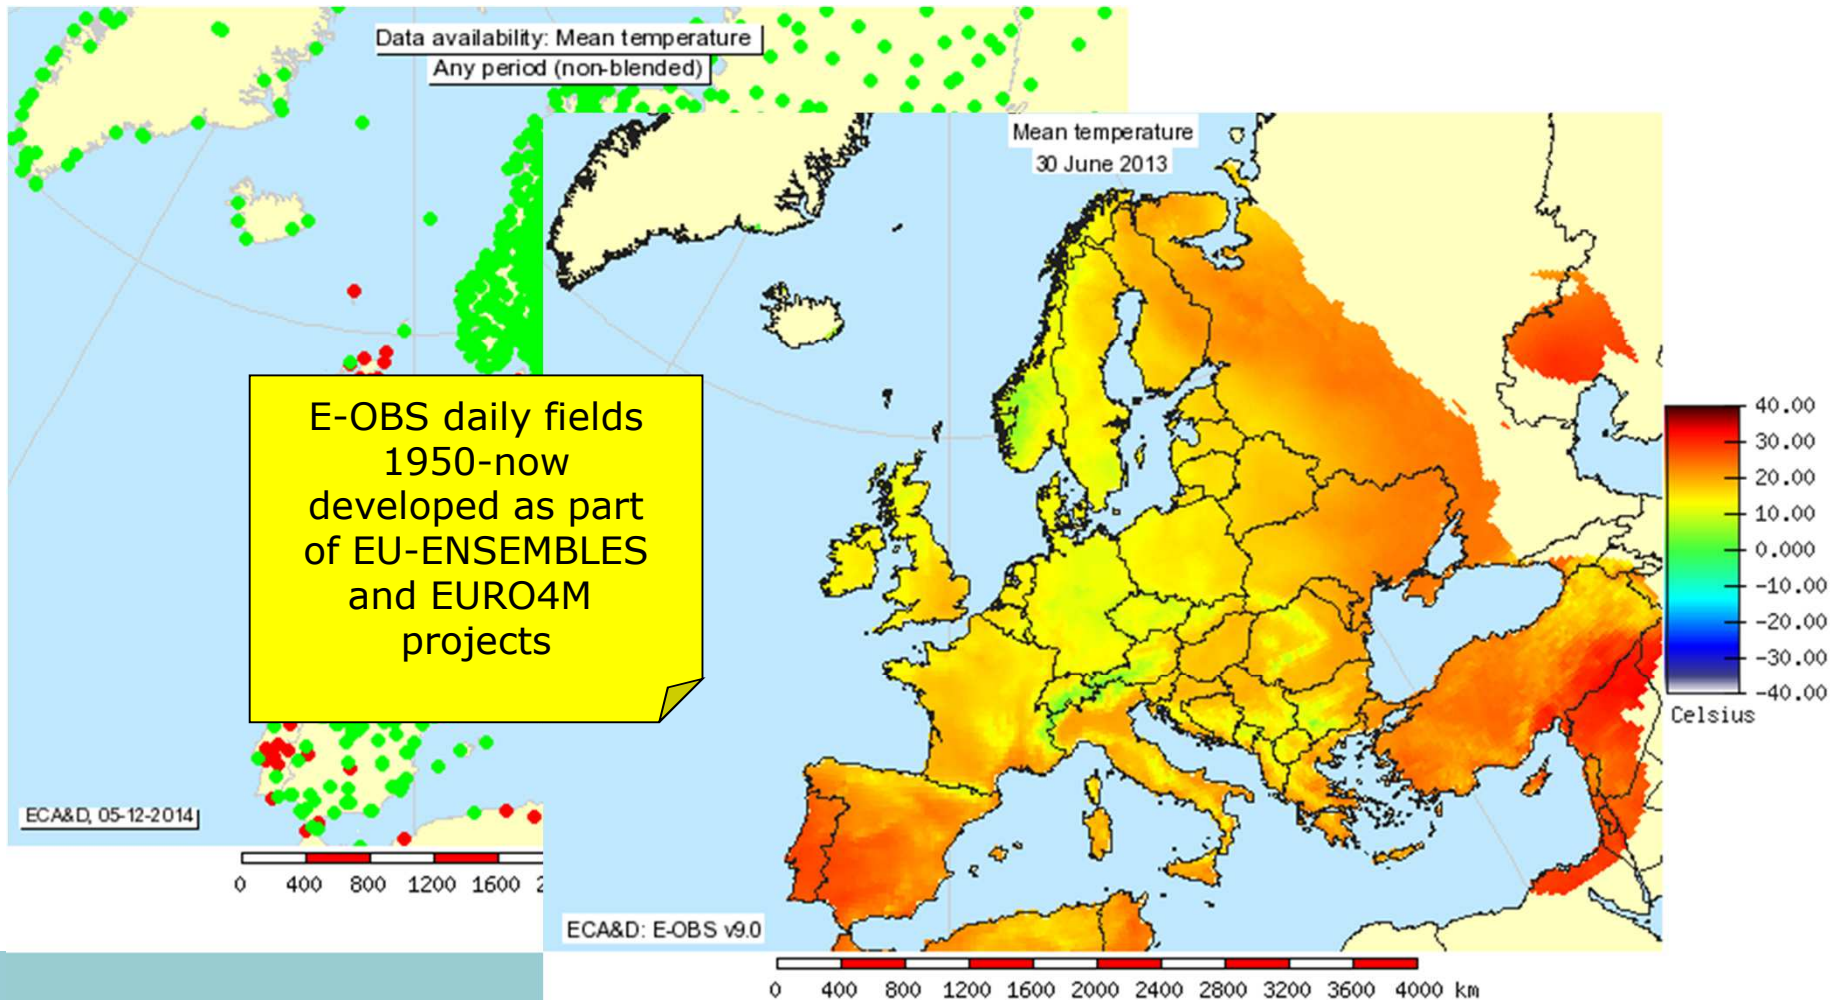 Data availability: Mean temperature
Any period (non-blended)
Mean temperature
30 June 2013
E-OBS daily fields
1950-now
developed as part
of EU-ENSEMBLES
and EURO4M
projects
40.00
30.00
20.00
10.00
0.000
-10.00
-20.00
-30.00
-40.00
Celsius
ECA&D, 05-12-2014
0 400 800 1200 1600
ECA&D: E-OBS v9.0
0 400 800 1200 1600 2000 2400 2800 3200 3600 4000 km